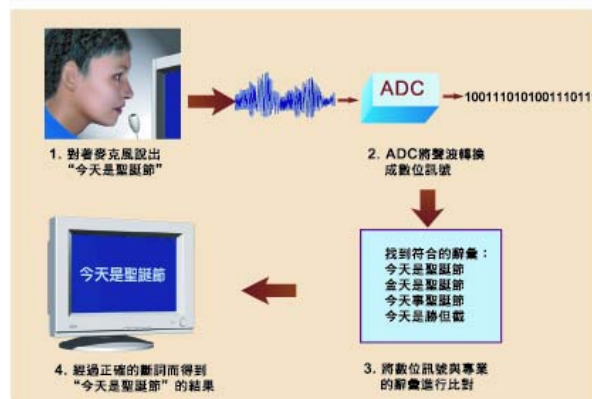 ADC
1001110101001110011
1. 對著麥克風說出
“今天是聖誕節”
2. ADC將聲波轉換
成數位訊號
找到符合的辭彙：
今天是聖誕節
金天是聖誕節
今天事聖誕節
今天是勝但截
3. 將數位訊號與專業
的辭彙進行比對
今天是聖誕節
4. 經過正確的斷詞而得到
“今天是聖誕節”的結果